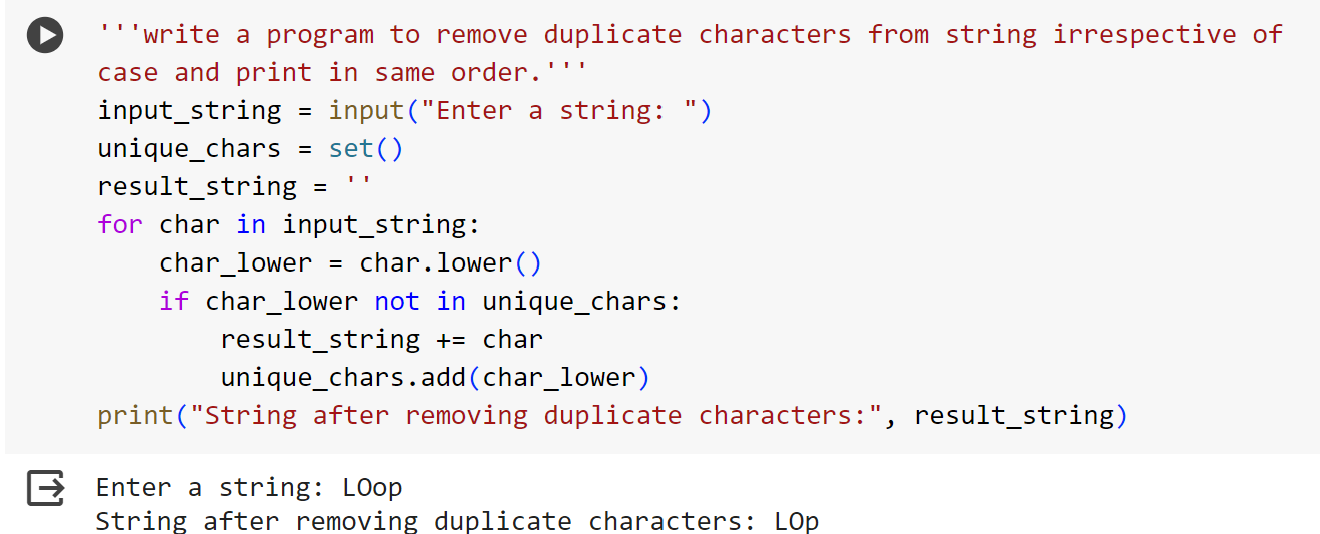 '''write a program to remove duplicate characters from string irrespective of
case and print in same order.'''
input_string = input("Enter a string: ")
unique_chars = set()
result_string = ''
for char in input_string:
    char_lower = char.lower()
    if char_lower not in unique_chars:
        result_string += char
        unique_chars.add(char_lower)
print("String after removing duplicate characters:", result_string)
Enter a string: LOop
String after removing duplicate characters: LOp